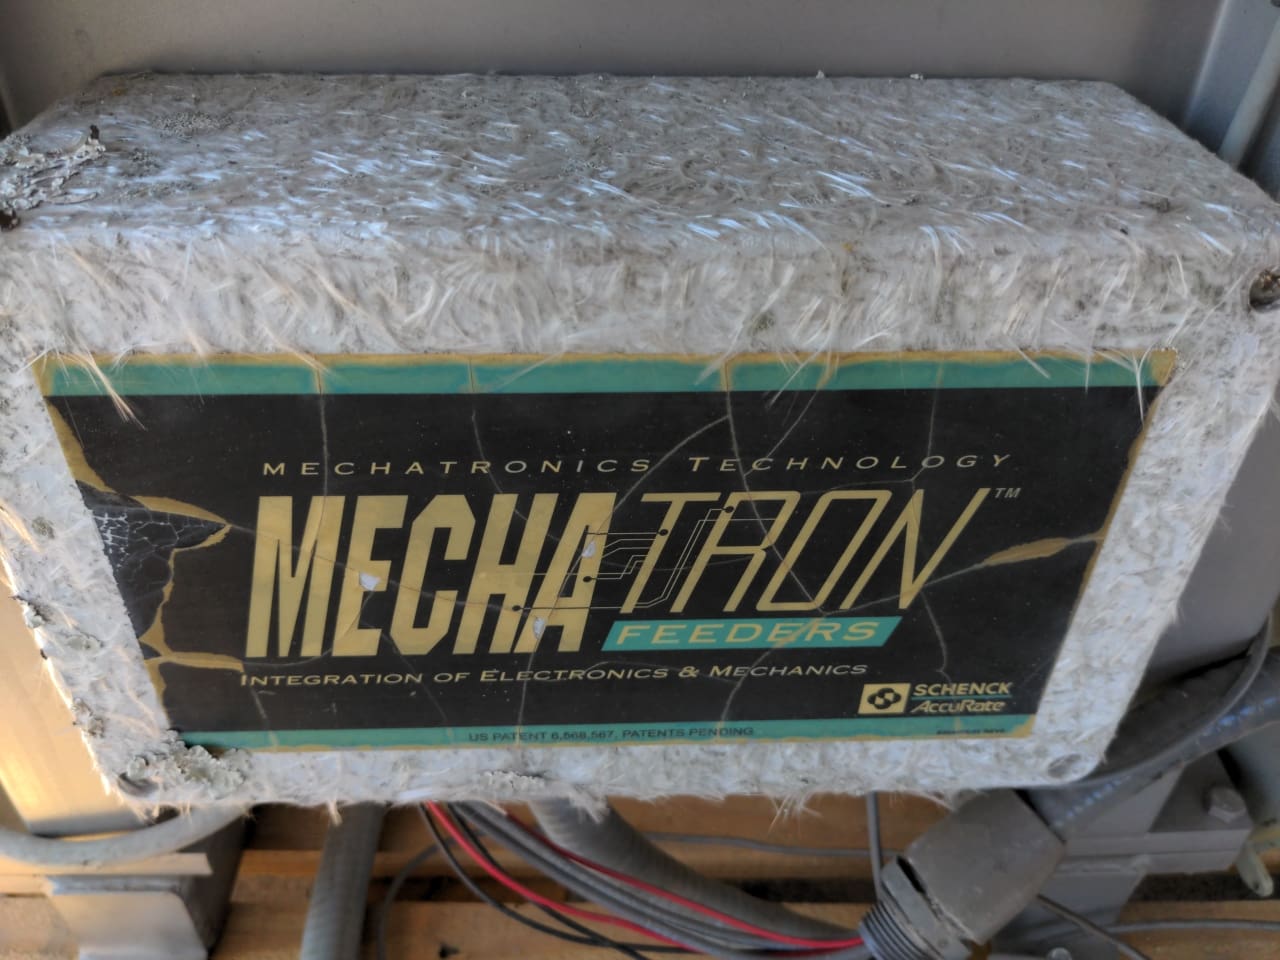 MECHATRONICS TECHNOLOGY
MECHATRON™
FEEDERS
INTEGRATION OF ELECTRONICS & MECHANICS
SCHENCK
AccuRate
US PATENT 6,568,567, PATENTS PENDING